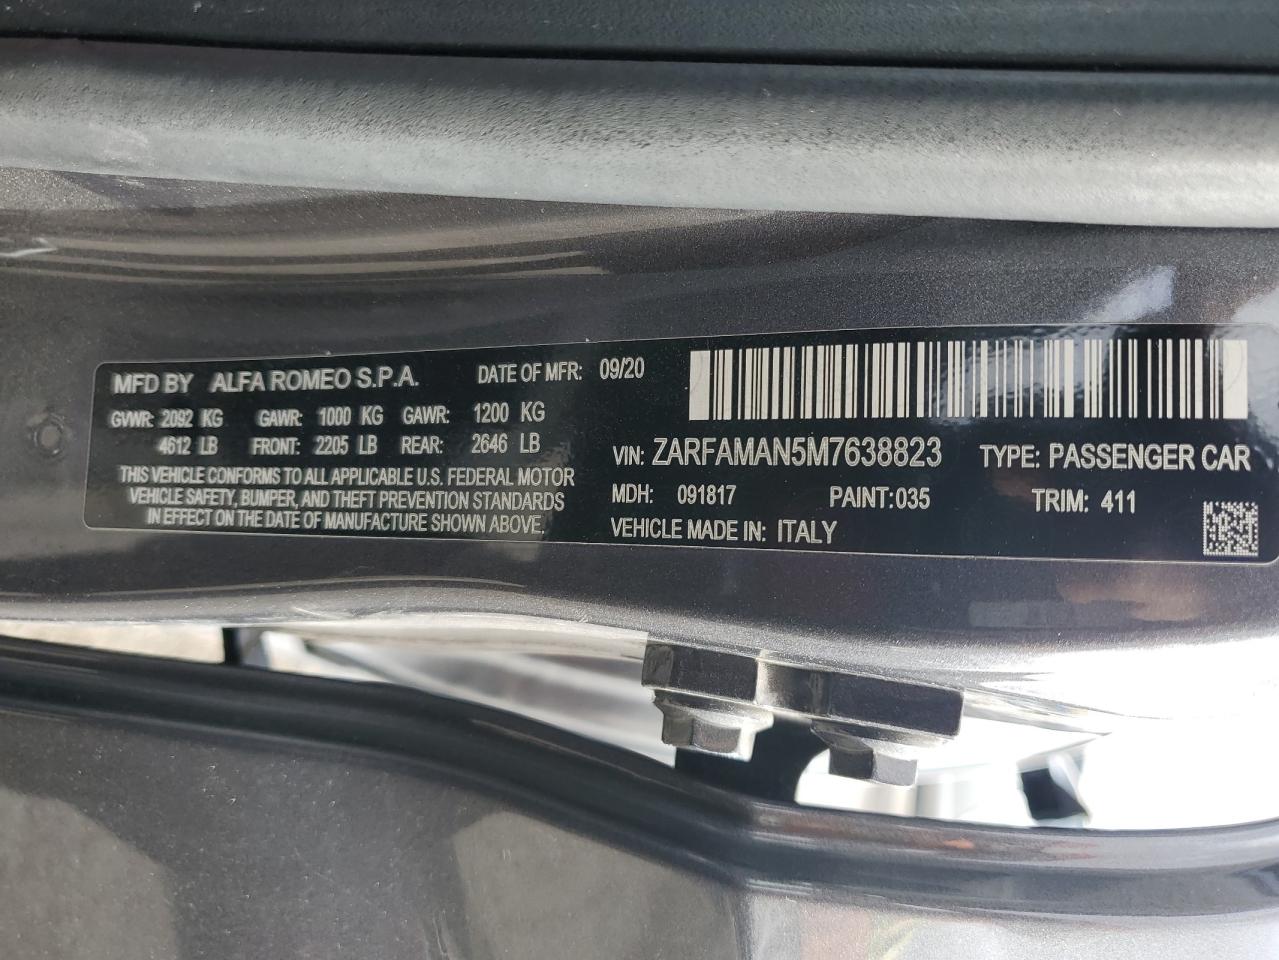 MFD BY ALFA ROMEO S.P.A. DATE OF MFR: 09/20
GVWR: 2092 KG GAWR: 1000 KG GAWR: 1200 KG
4612 LB FRONT: 2205 LB REAR: 2646 LB
THIS VEHICLE CONFORMS TO ALL APPLICABLE U.S. FEDERAL MOTOR
VEHICLE SAFETY, BUMPER, AND THEFT PREVENTION STANDARDS
IN EFFECT ON THE DATE OF MANUFACTURE SHOWN ABOVE.
VIN: ZARFAMAN5M7638823 TYPE: PASSENGER CAR
MDH: 091817 PAINT:035 TRIM: 411
VEHICLE MADE IN: ITALY